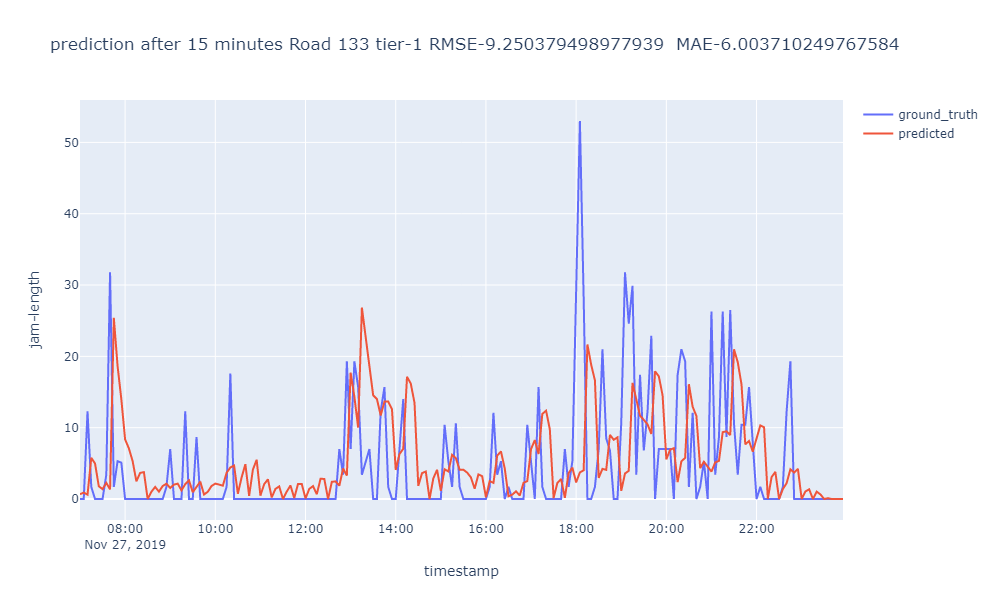 prediction after 15 minutes Road 133 tier-1 RMSE-9.250379498977939  MAE-6.003710249767584
ground_truth
predicted
50
40
30
20
10
0
jam-length
08:00 10:00 12:00 14:00 16:00 18:00 20:00 22:00
Nov 27, 2019
timestamp